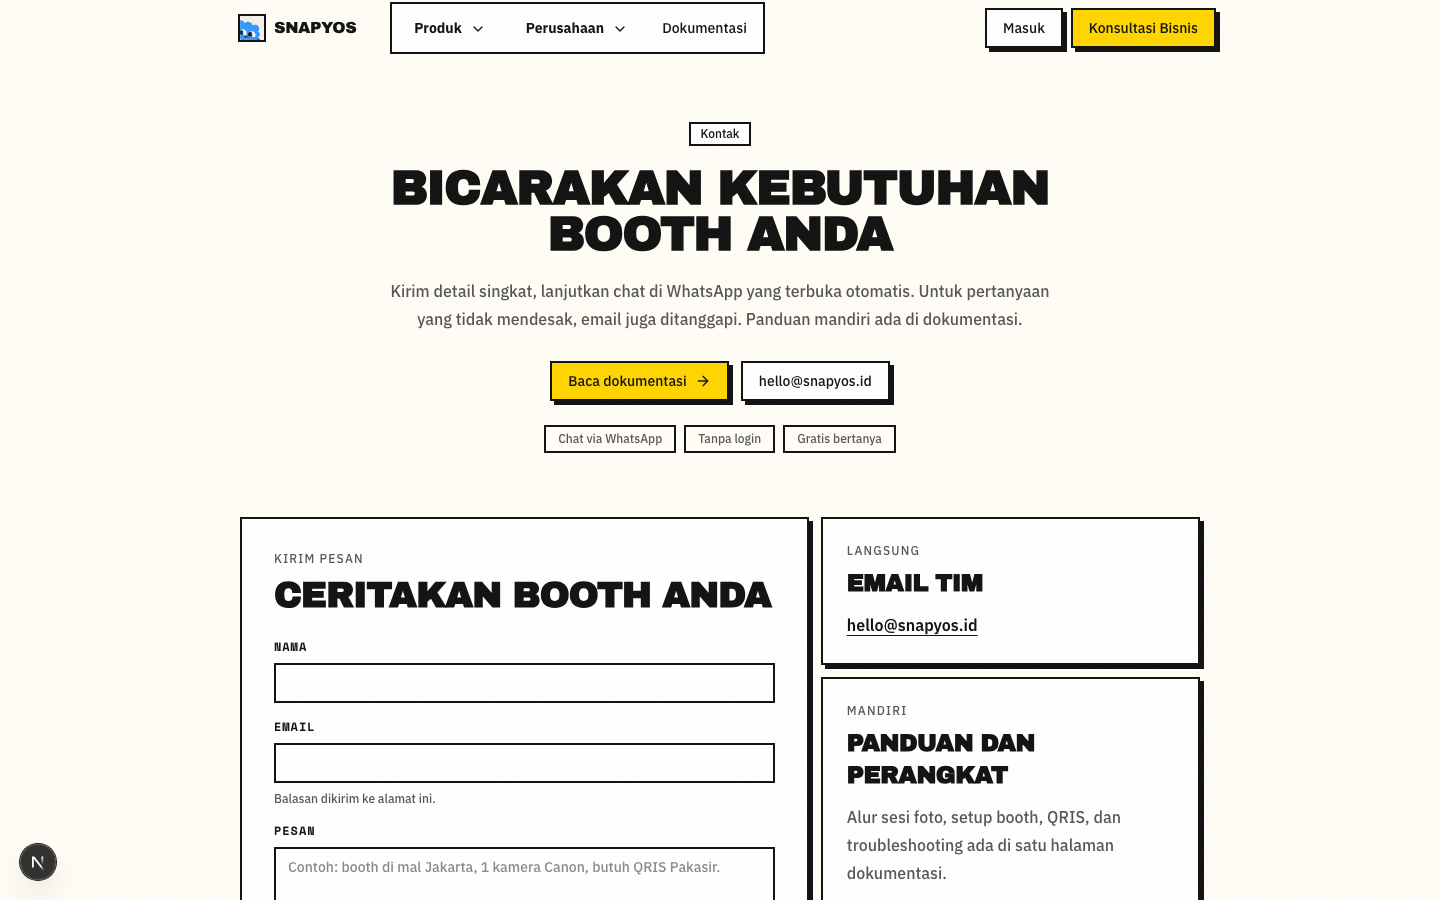 SNAPYOS
Produk
Perusahaan
Dokumentasi
Masuk
Konsultasi Bisnis
Kontak
BICARAKAN KEBUTUHAN
BOOTH ANDA
Kirim detail singkat, lanjutkan chat di WhatsApp yang terbuka otomatis. Untuk pertanyaan
yang tidak mendesak, email juga ditanggapi. Panduan mandiri ada di dokumentasi.
Baca dokumentasi
hello@snapyos.id
Chat via WhatsApp
Tanpa login
Gratis bertanya
KIRIM PESAN
CERITAKAN BOOTH ANDA
NAMA
EMAIL
Balasan dikirim ke alamat ini.
PESAN
Contoh: booth di mal Jakarta, 1 kamera Canon, butuh QRIS Pakasir.
LANGSUNG
EMAIL TIM
hello@snapyos.id
MANDIRI
PANDUAN DAN
PERANGKAT
Alur sesi foto, setup booth, QRIS, dan
troubleshooting ada di satu halaman
dokumentasi.
N